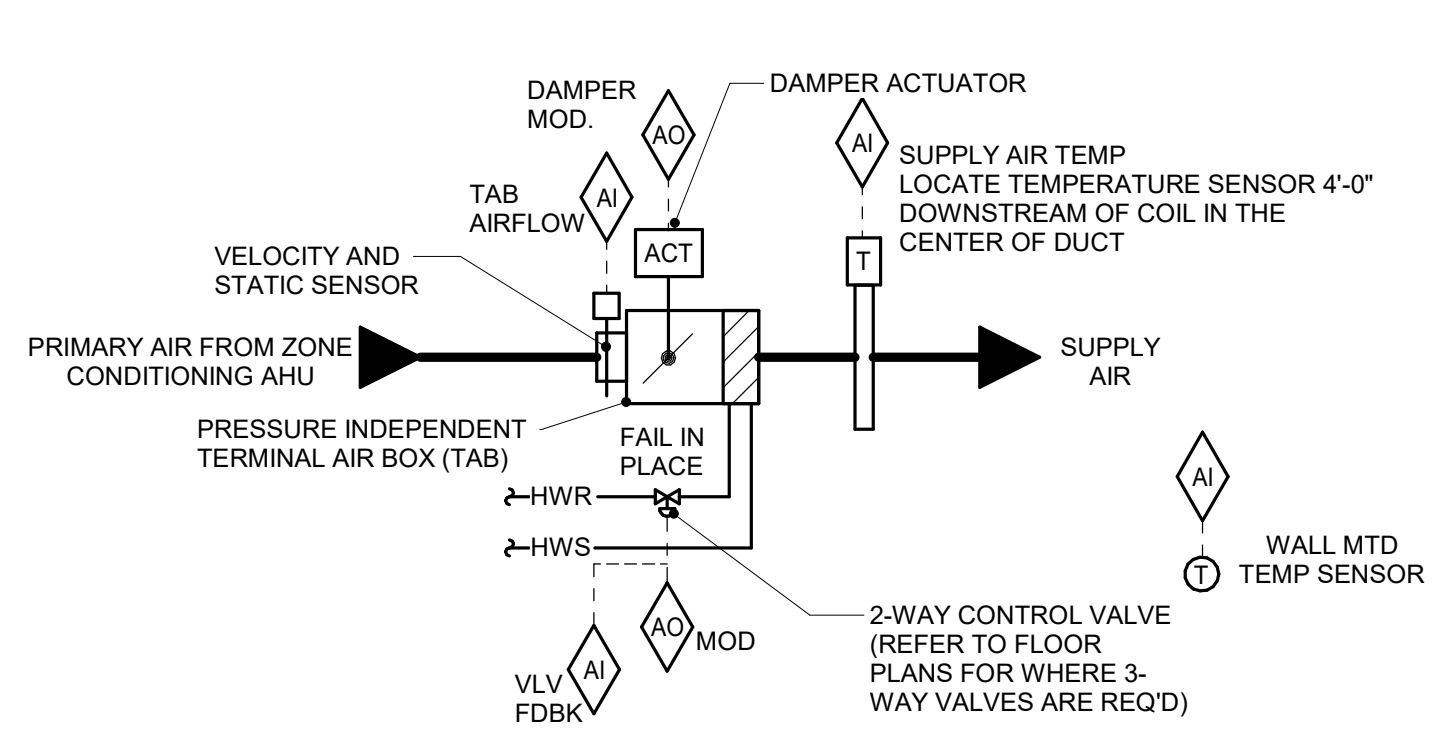 DAMPER
MOD.
AO
DAMPER ACTUATOR
AI
SUPPLY AIR TEMP
LOCATE TEMPERATURE SENSOR 4'-0"
DOWNSTREAM OF COIL IN THE
CENTER OF DUCT
TAB
AIRFLOW
AI
ACT
T
VELOCITY AND
STATIC SENSOR
PRIMARY AIR FROM ZONE
CONDITIONING AHU
SUPPLY
AIR
PRESSURE INDEPENDENT
TERMINAL AIR BOX (TAB)
FAIL IN
PLACE
HWR
HWS
AI
T
WALL MTD
TEMP SENSOR
2-WAY CONTROL VALVE
(REFER TO FLOOR
PLANS FOR WHERE 3-
WAY VALVES ARE REQ'D)
AO
MOD
VLV
FDBK
AI